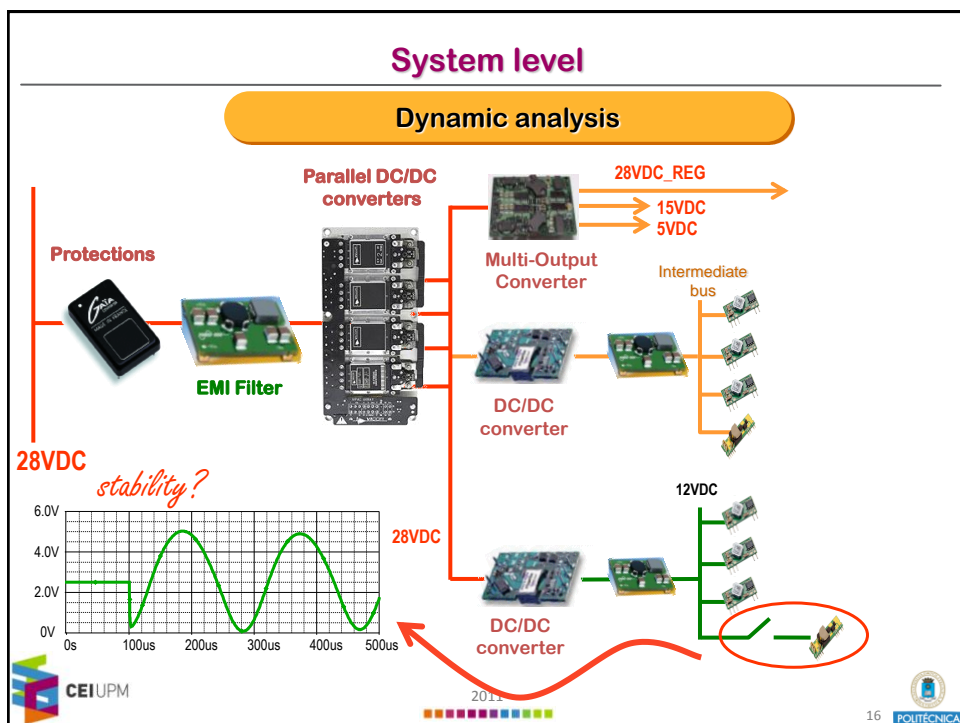 System level
Dynamic analysis
Parallel DC/DC
converters
28VDC_REG
15VDC
5VDC
Protections
Multi-Output
Converter
Intermediate
bus
GAIA
EMI Filter
VICOR
DC/DC
converter
28VDC
stability?
12VDC
6.0V
4.0V
2.0V
0V
0s
100us
200us
300us
400us
500us
28VDC
DC/DC
converter
CEIUPM
2011
16
POLITÉCNICA